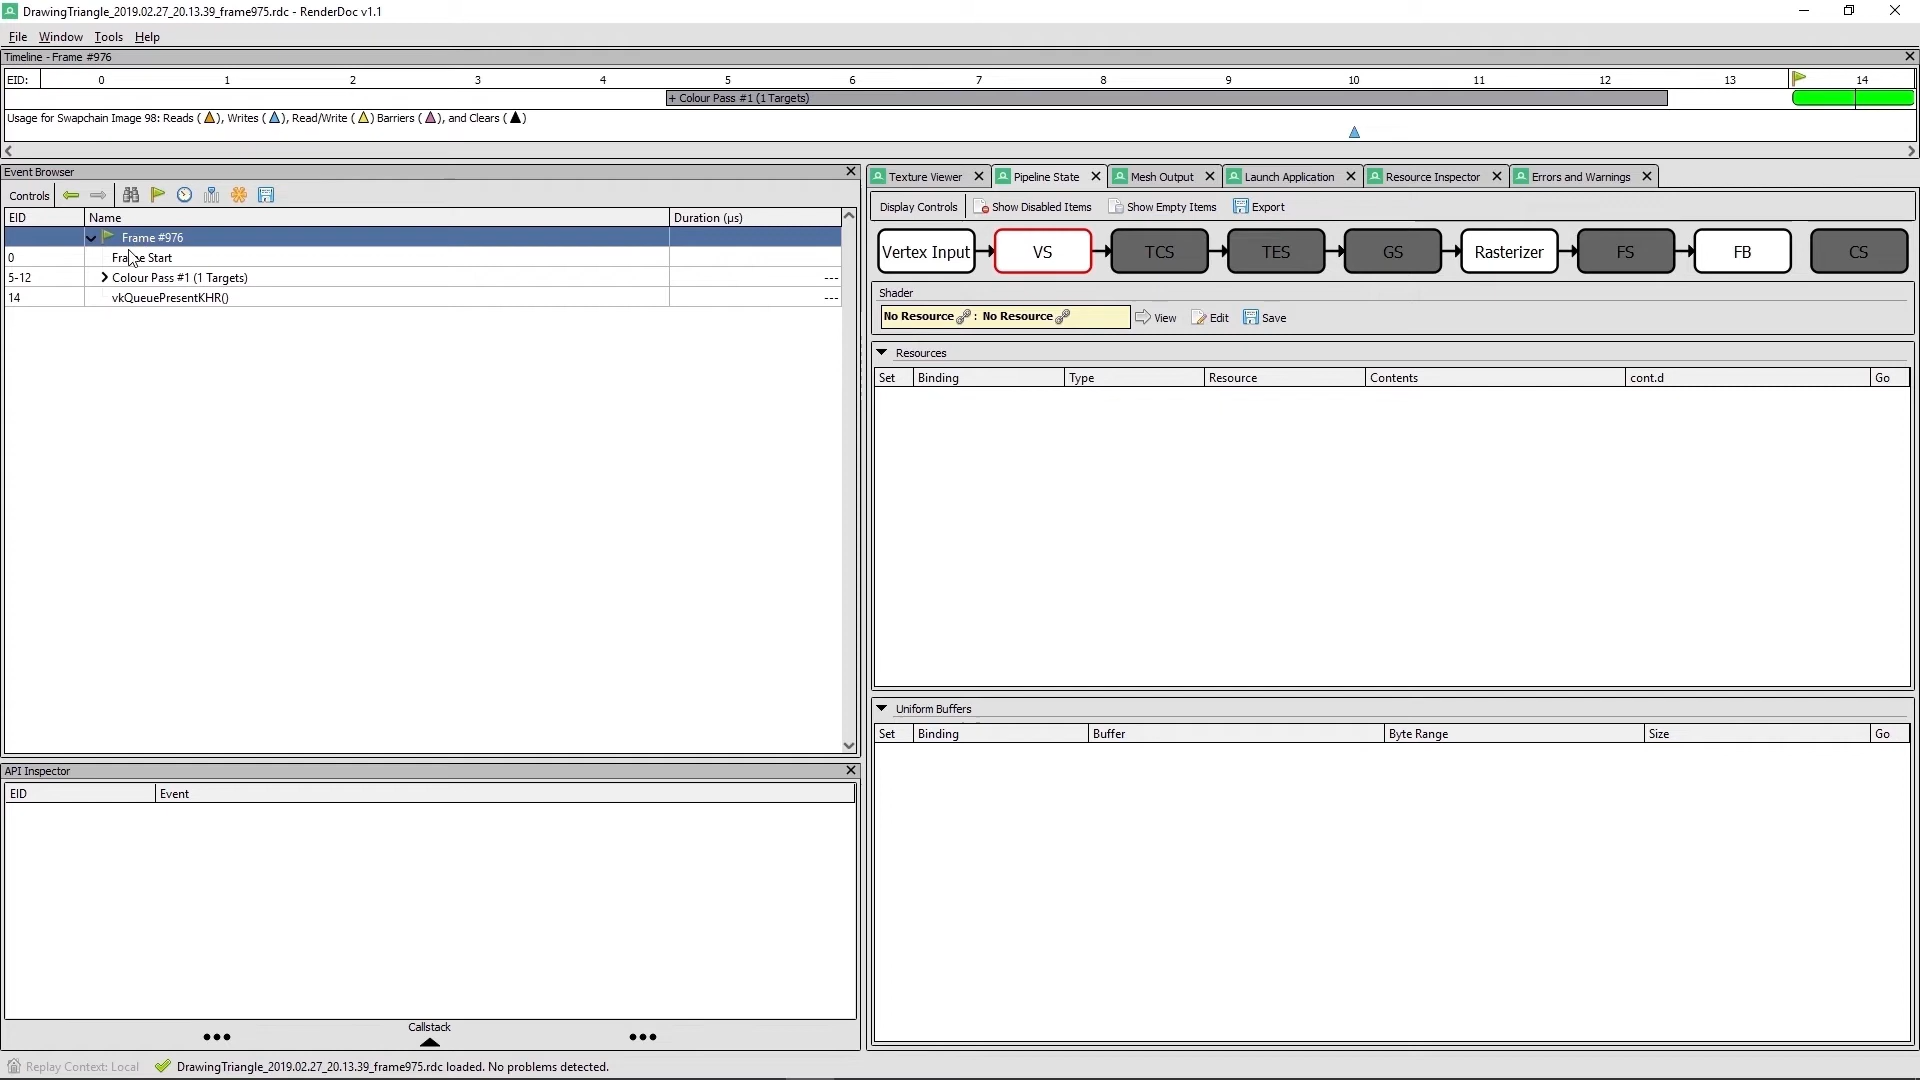 DrawingTriangle_2019.02.27_20.13.39_frame975.rdc - RenderDoc v1.1
File Window Tools Help
Timeline - Frame #976
EID: 0 1 2 3 4 5 6 7 8 9 10 11 12 13 14
+ Colour Pass #1 (1 Targets)
Usage for Swapchain Image 98: Reads ( ), Writes ( ), Read/Write ( ) Barriers ( ), and Clears ( )
Event Browser
Controls
EID Name Duration (µs)
Frame #976
0 Frame Start
5-12 Colour Pass #1 (1 Targets) ---
14 vkQueuePresentKHR() ---
API Inspector
EID Event
Callstack
Texture Viewer Pipeline State Mesh Output Launch Application Resource Inspector Errors and Warnings
Display Controls Show Disabled Items Show Empty Items Export
Vertex Input VS TCS TES GS Rasterizer FS FB CS
Shader
No Resource : No Resource View Edit Save
Resources
Set Binding Type Resource Contents cont.d Go
Uniform Buffers
Set Binding Buffer Byte Range Size Go
Replay Context: Local DrawingTriangle_2019.02.27_20.13.39_frame975.rdc loaded. No problems detected.